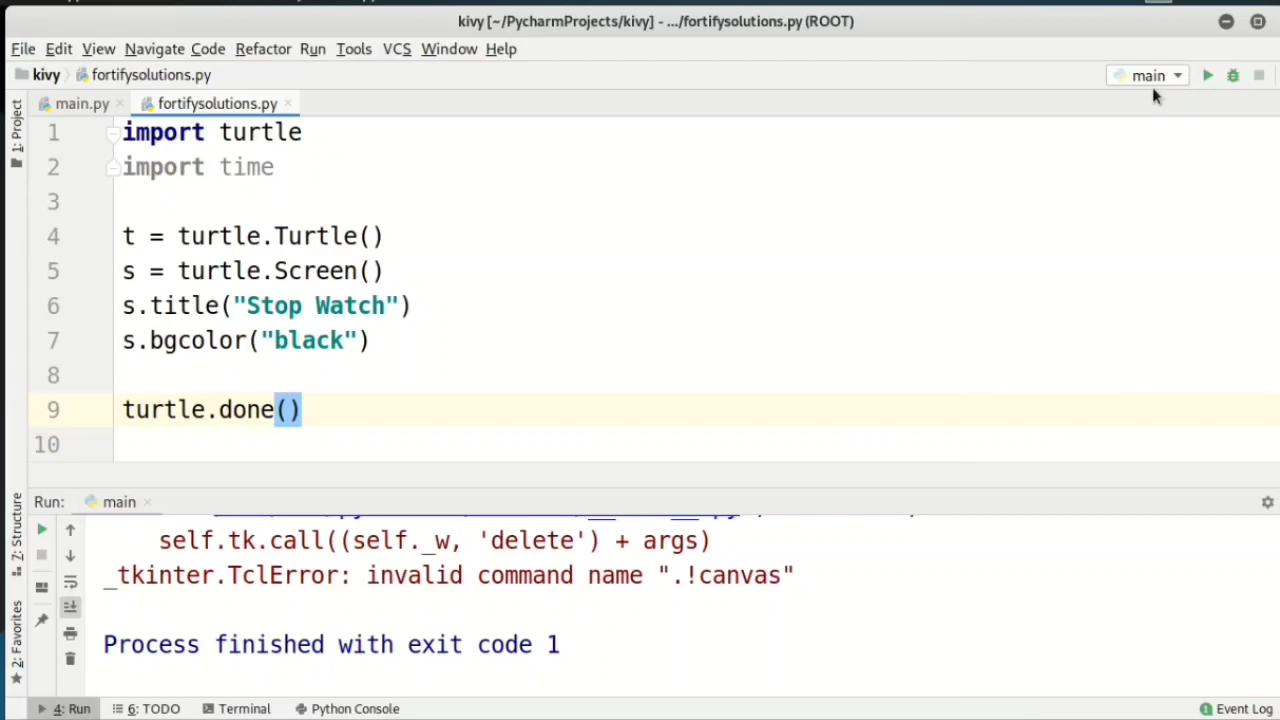 kivy [~/PycharmProjects/kivy] - .../fortifysolutions.py (ROOT)
File Edit View Navigate Code Refactor Run Tools VCS Window Help
kivy fortifysolutions.py
main
main.py fortifysolutions.py
1: Project
1 import turtle
2 import time
3
4 t = turtle.Turtle()
5 s = turtle.Screen()
6 s.title("Stop Watch")
7 s.bgcolor("black")
8
9 turtle.done()
10
Run: main
7: Structure
2: Favorites
self.tk.call((self._w, 'delete') + args)
_tkinter.TclError: invalid command name ".!canvas"
Process finished with exit code 1
4: Run 6: TODO Terminal Python Console 1 Event Log